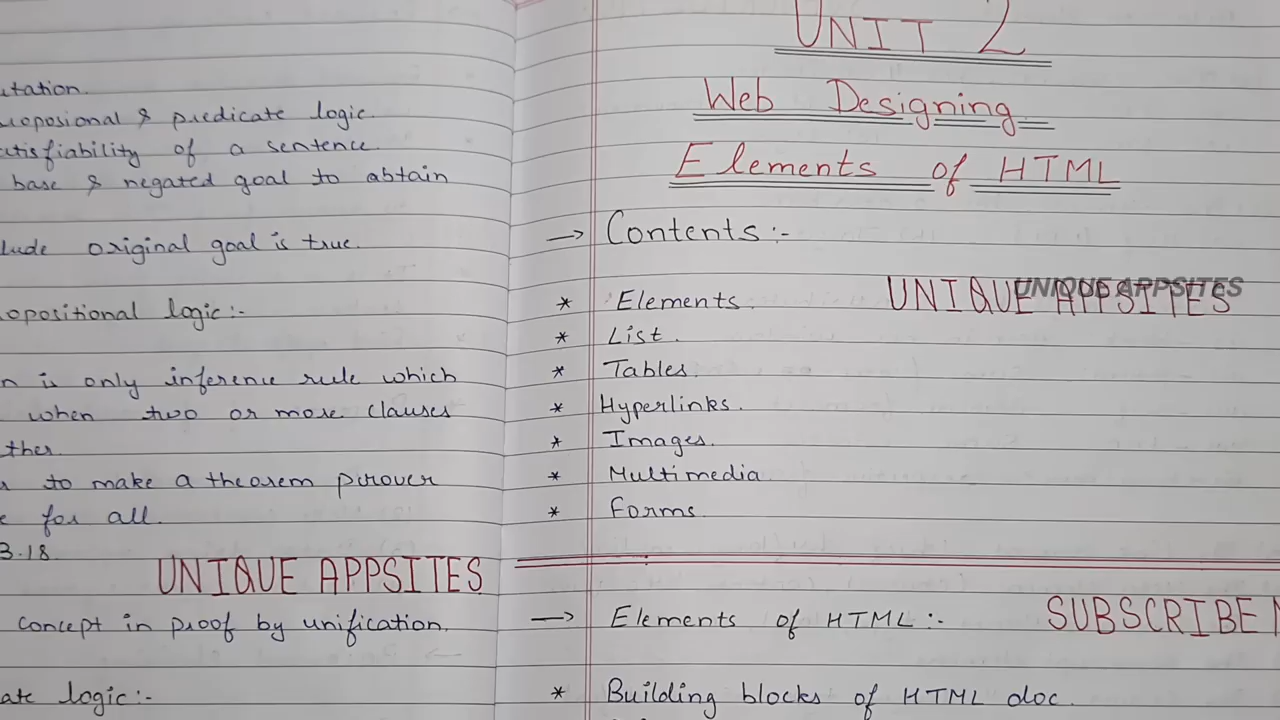 utation.
roposional & predicate logic.
atisfiability of a sentence.
base & negated goal to abtain
lude original goal is true.
opositional logic:-
n is only inference rule which
when two or more clauses
ther.
to make a theorem prover
e for all.
3.18.
UNIQUE APPSITES
concept in proof by unification.
ate logic:-
UNIT 2
Web Designing
Elements of HTML
→ Contents:-
* Elements.
UNIQUE APPSITES
UNIQUE APPSITES
* List.
* Tables.
* Hyperlinks.
* Images.
* Multimedia
* Forms.
→ Elements of HTML:-
SUBSCRIBE N
* Building blocks of HTML doc.